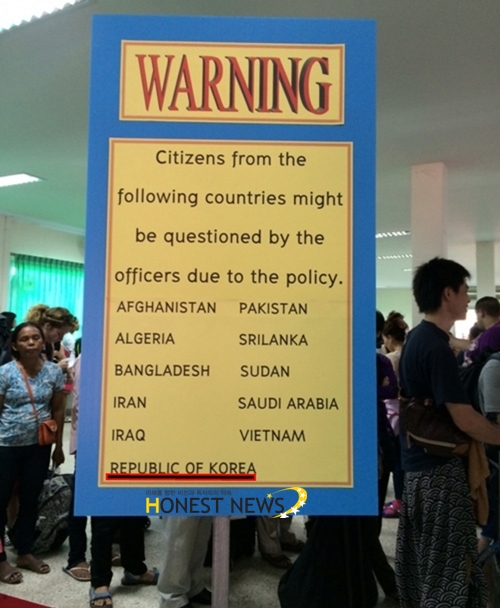 WARNING
Citizens from the
following countries might
be questioned by the
officers due to the policy.
AFGHANISTAN PAKISTAN
ALGERIA SRILANKA
BANGLADESH SUDAN
IRAN SAUDI ARABIA
IRAQ VIETNAM
REPUBLIC OF KOREA
HONEST NEWS